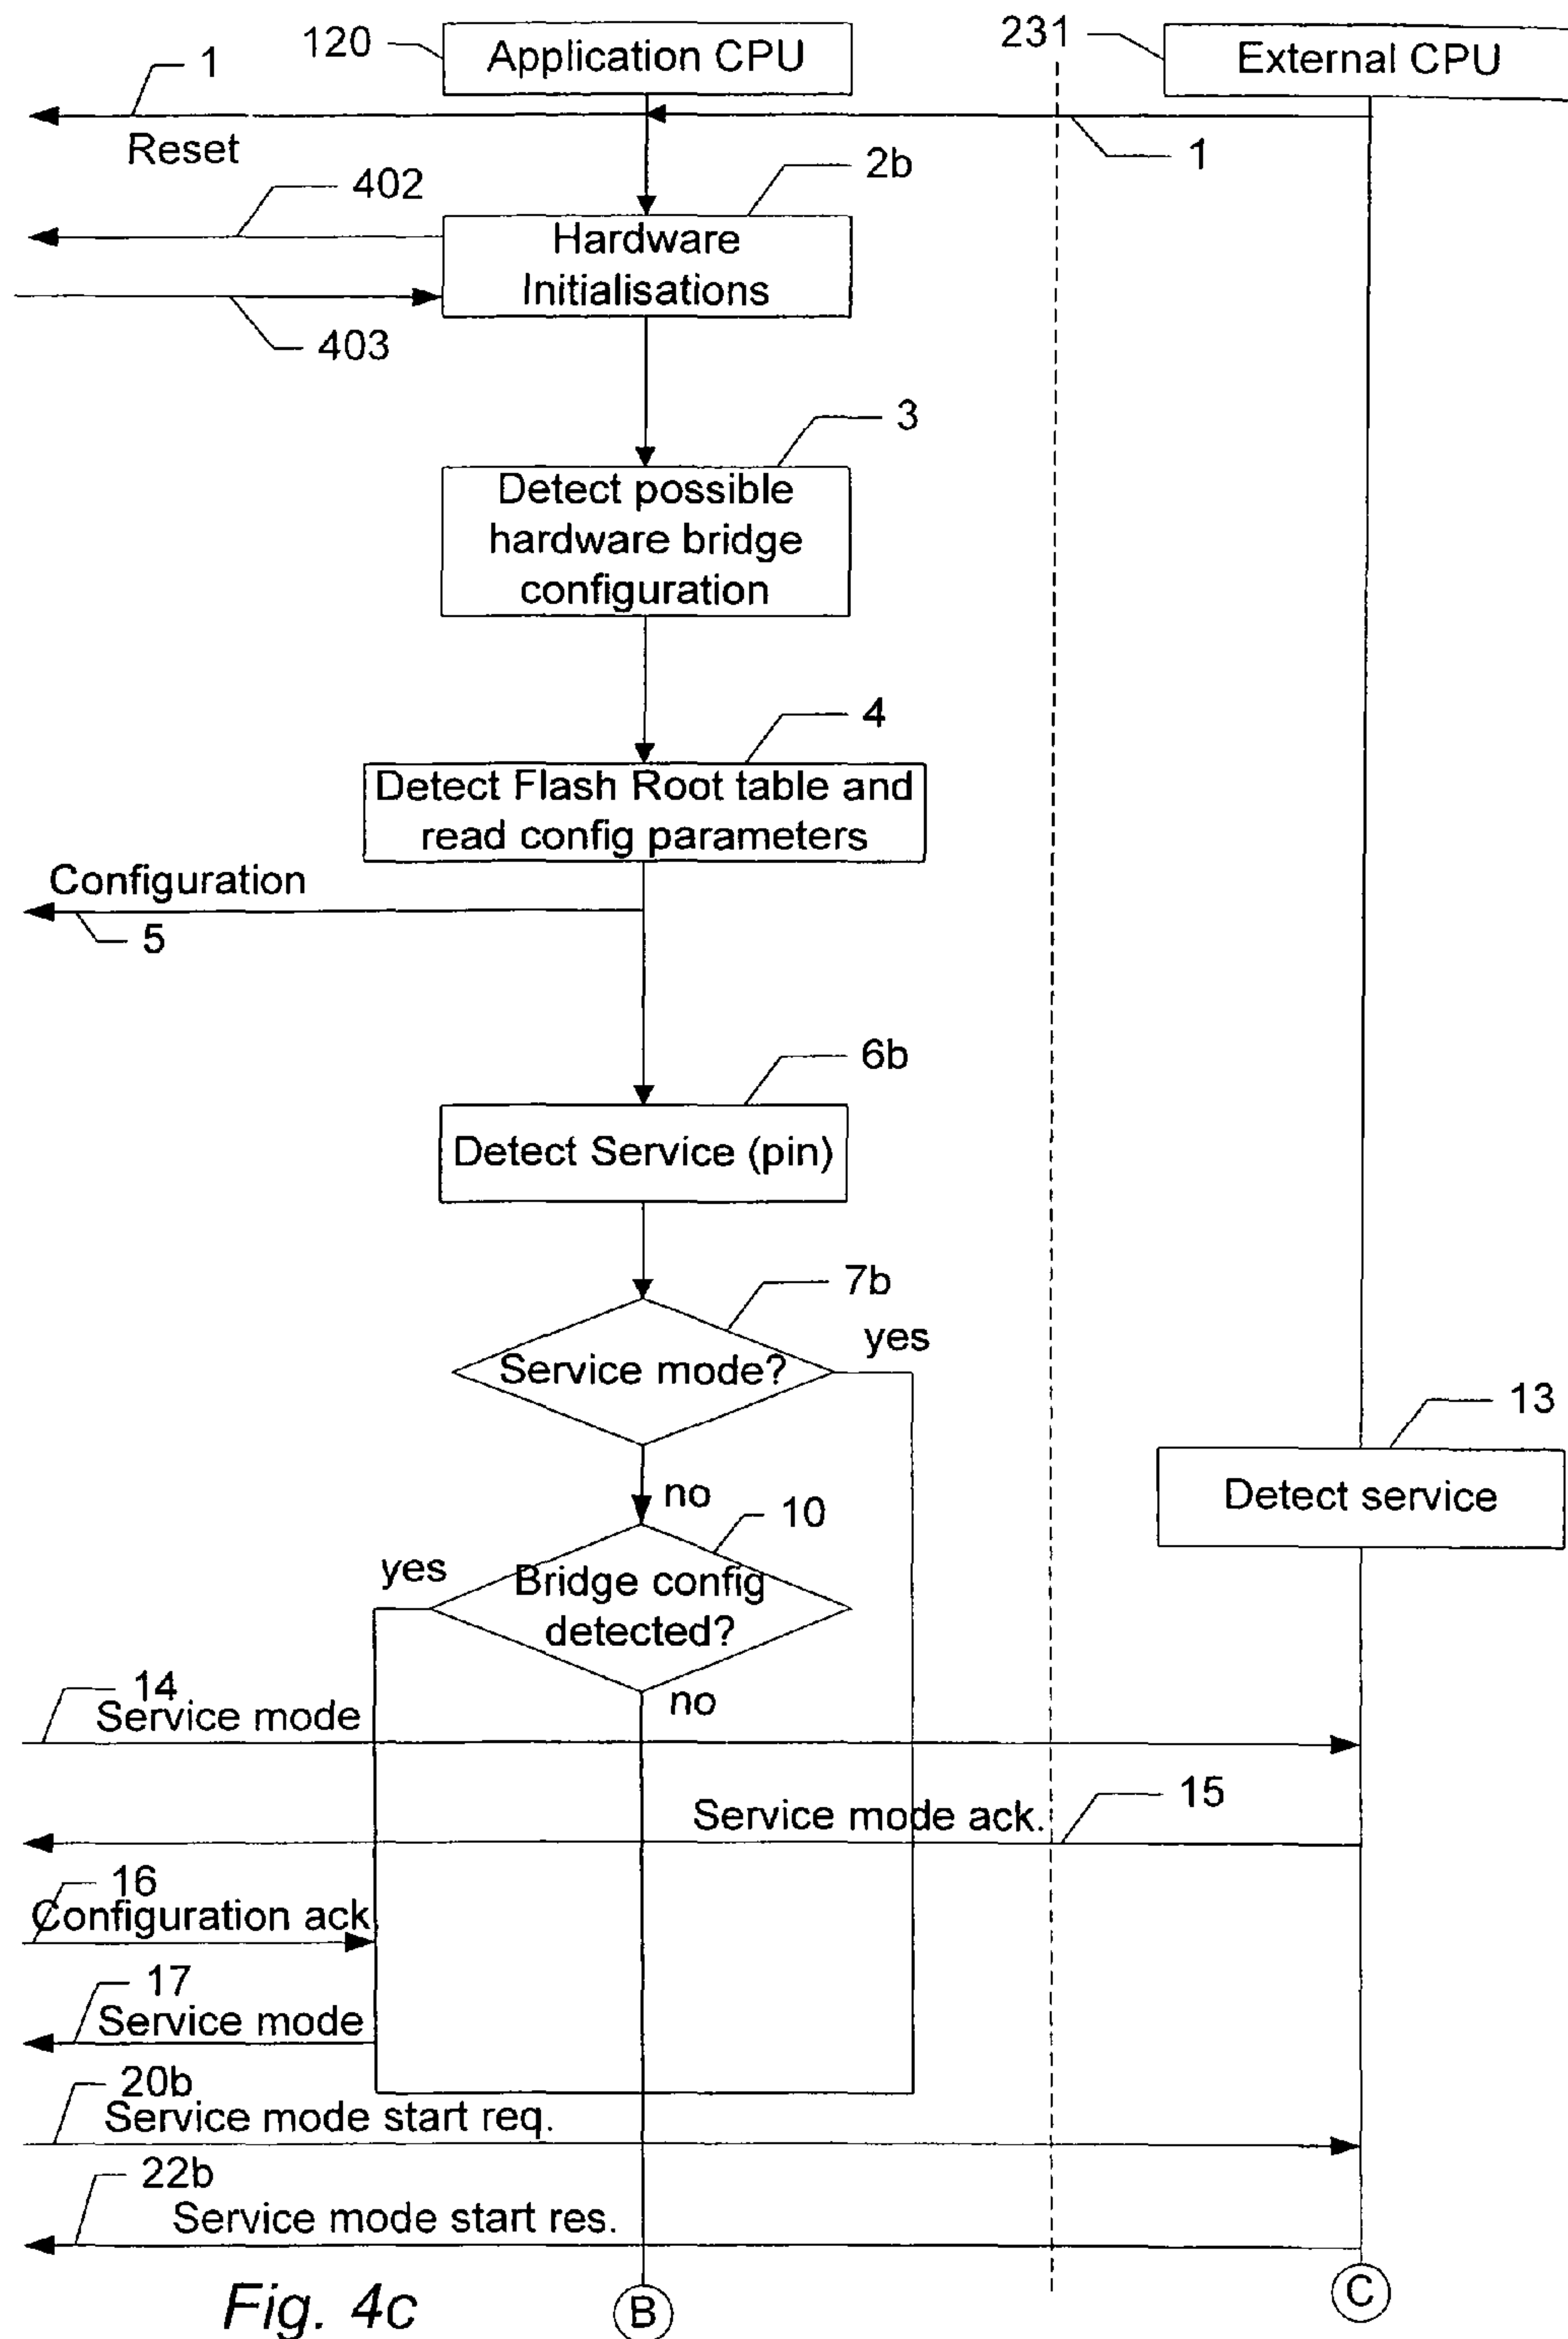 120
Application CPU
231
External CPU
1
Reset
1
402
2b
Hardware
Initialisations
403
3
Detect possible
hardware bridge
configuration
4
Detect Flash Root table and
read config parameters
Configuration
5
6b
Detect Service (pin)
7b
yes
Service mode?
13
Detect service
no
10
yes
Bridge config
detected?
no
14
Service mode
15
Service mode ack.
16
Configuration ack
17
Service mode
20b
Service mode start req.
22b
Service mode start res.
Fig. 4c
B
C